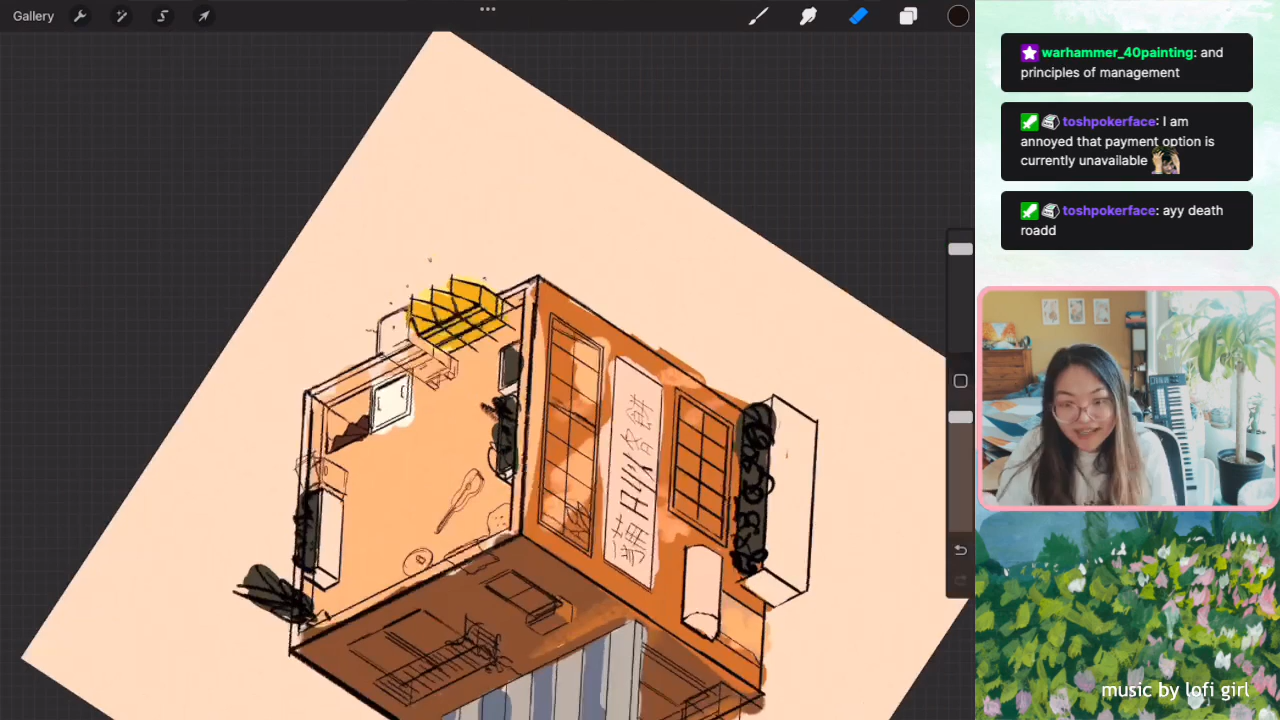 Gallery
warhammer_40painting: and
principles of management
toshpokerface: I am
annoyed that payment option is
currently unavailable
toshpokerface: ayy death
roadd
music by lofi girl